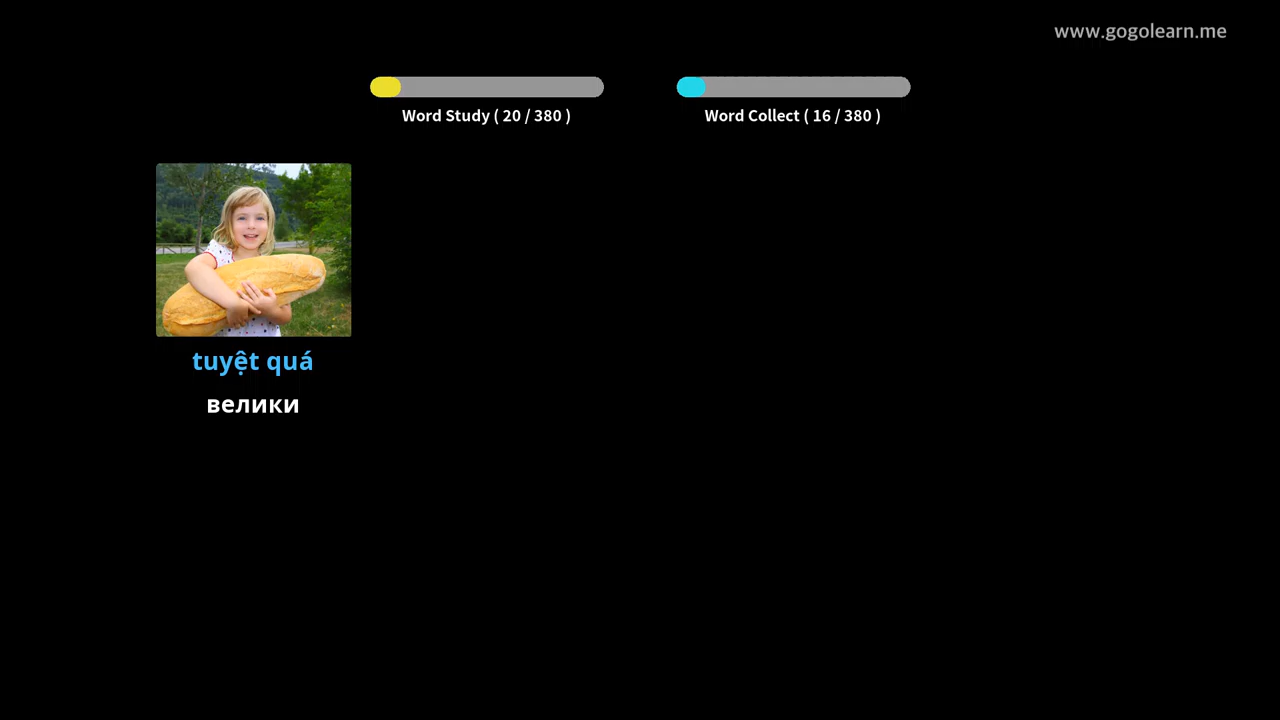 www.gogolearn.me
Word Study ( 20 / 380 )
Word Collect ( 16 / 380 )
tuyệt quá
велики